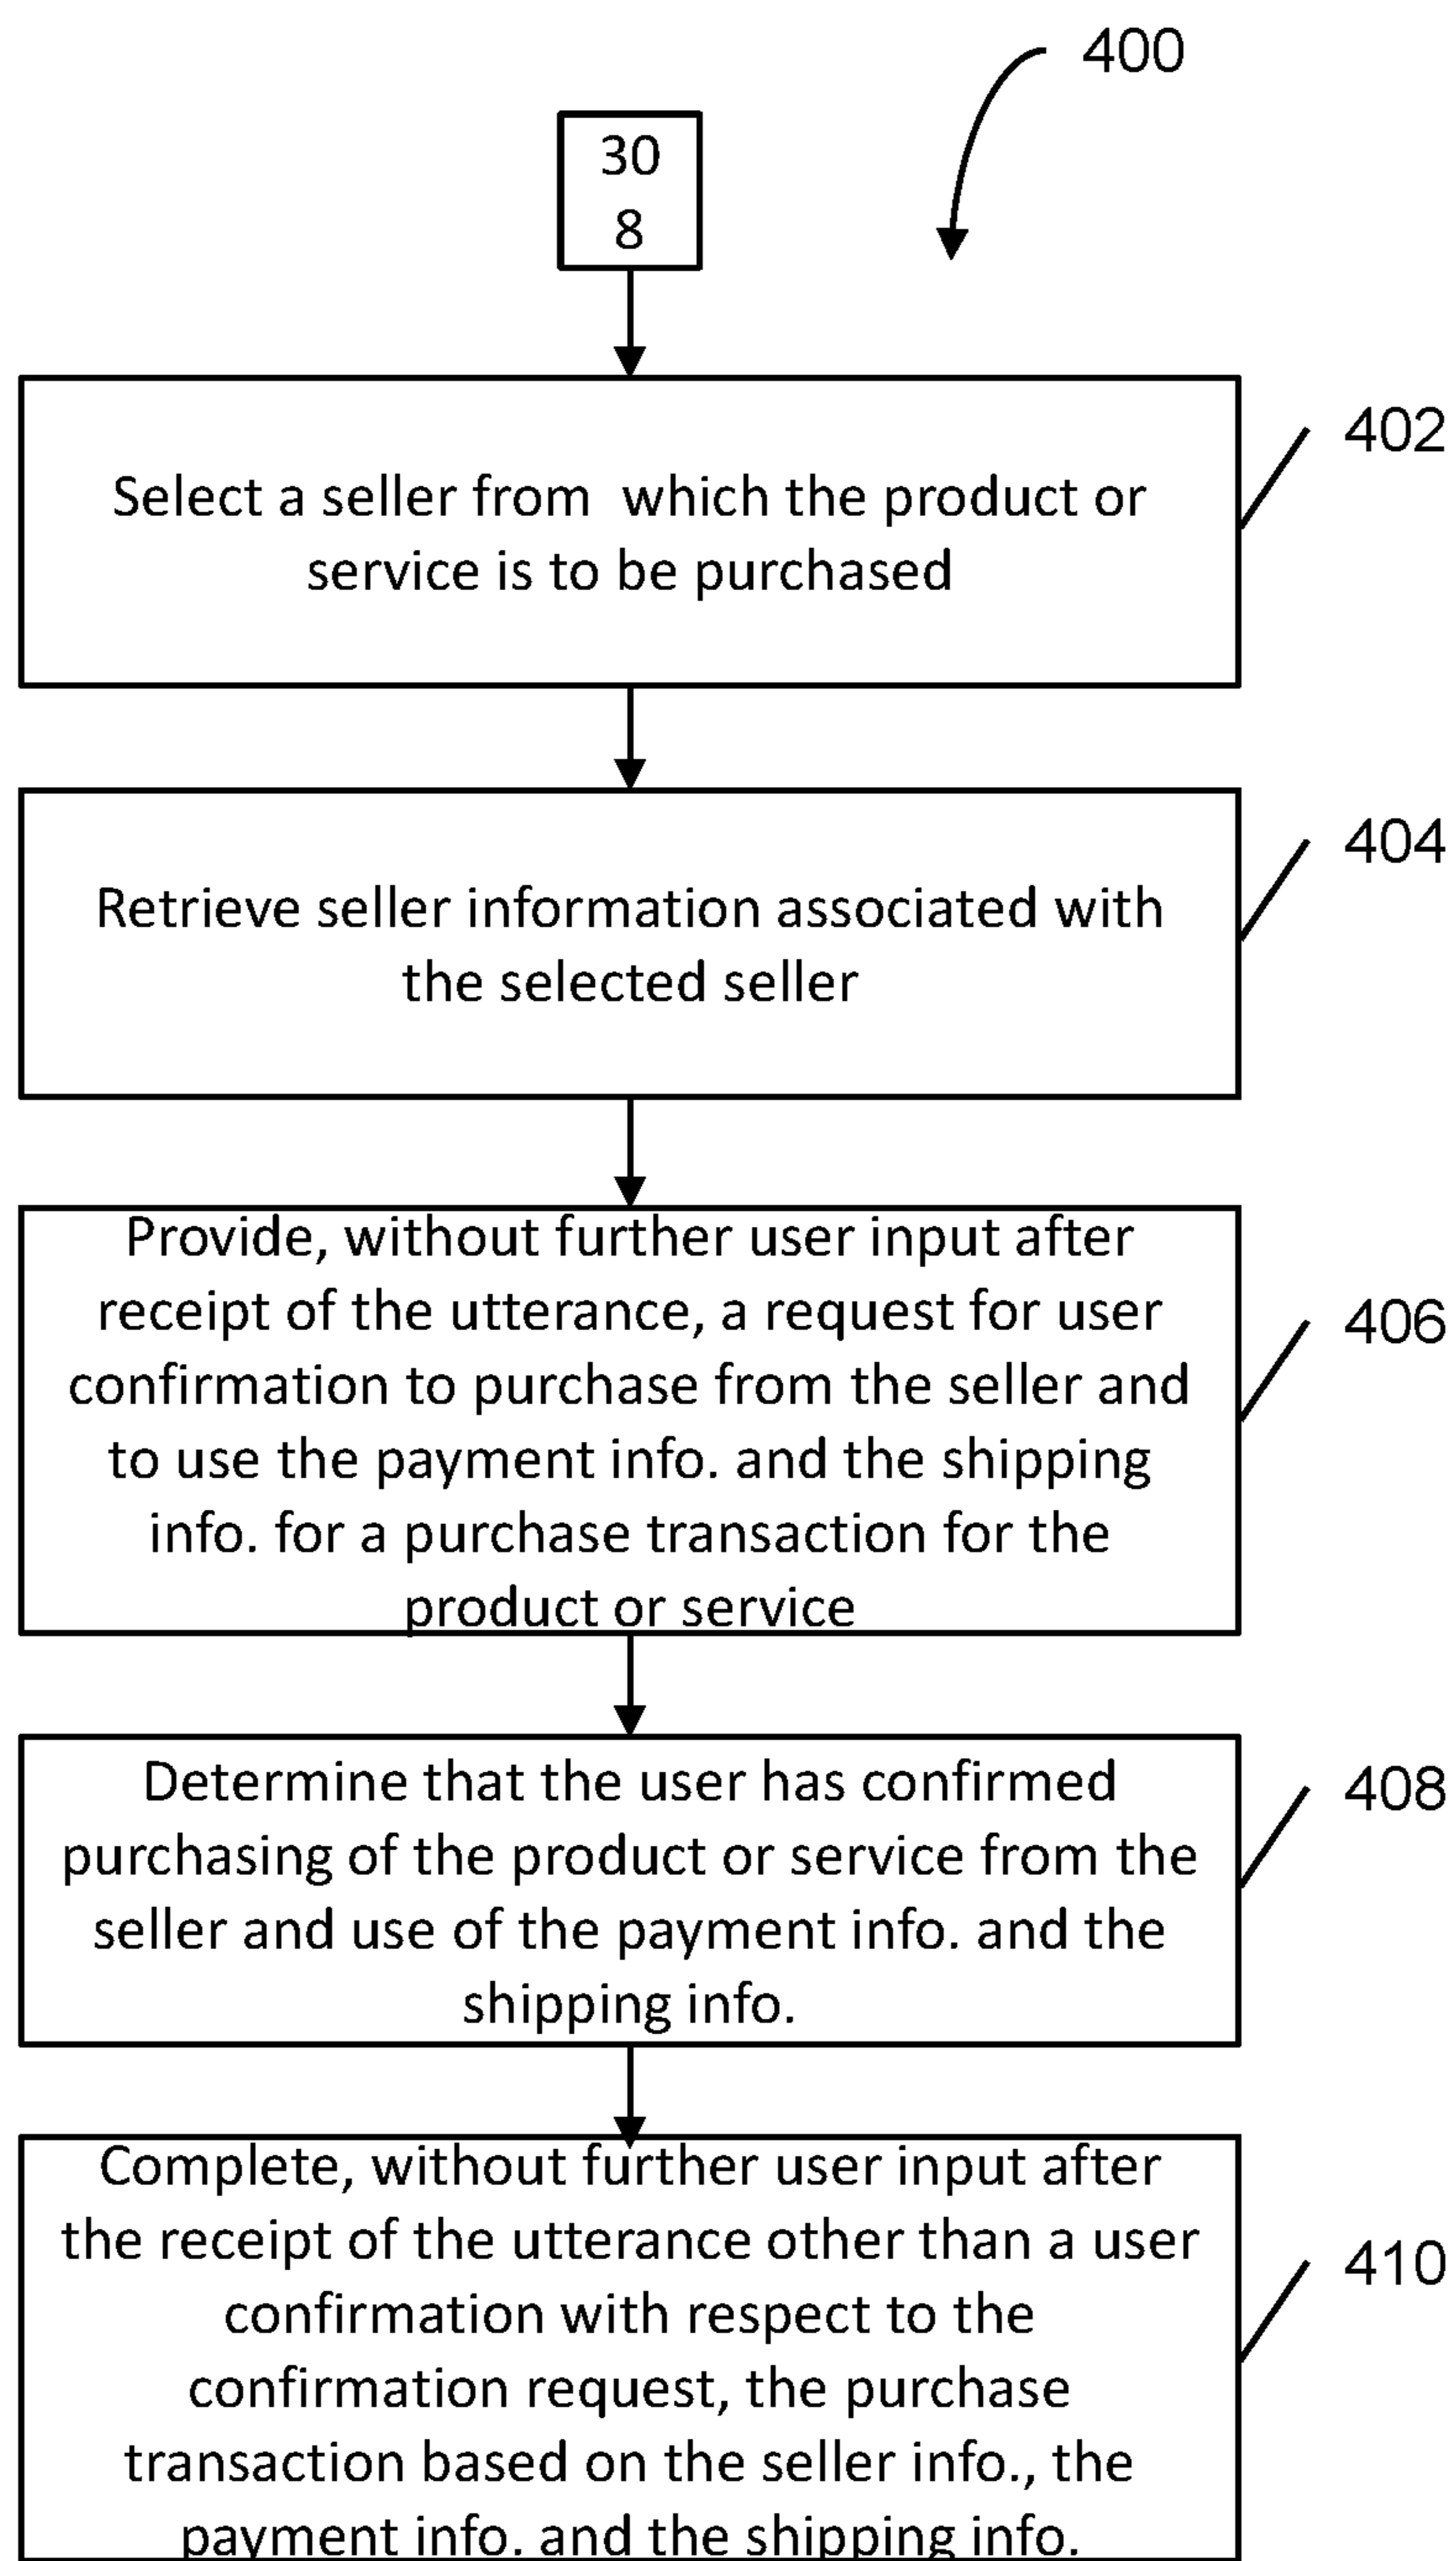 400
30
8
402
Select a seller from which the product or
service is to be purchased
404
Retrieve seller information associated with
the selected seller
Provide, without further user input after
receipt of the utterance, a request for user
406
confirmation to purchase from the seller and
to use the payment info. and the shipping
info. for a purchase transaction for the
product or service
Determine that the user has confirmed
408
purchasing of the product or service from the
seller and use of the payment info. and the
shipping info.
Complete, without further user input after
the receipt of the utterance other than a user
410
confirmation with respect to the
confirmation request, the purchase
transaction based on the seller info., the
payment info. and the shipping info.